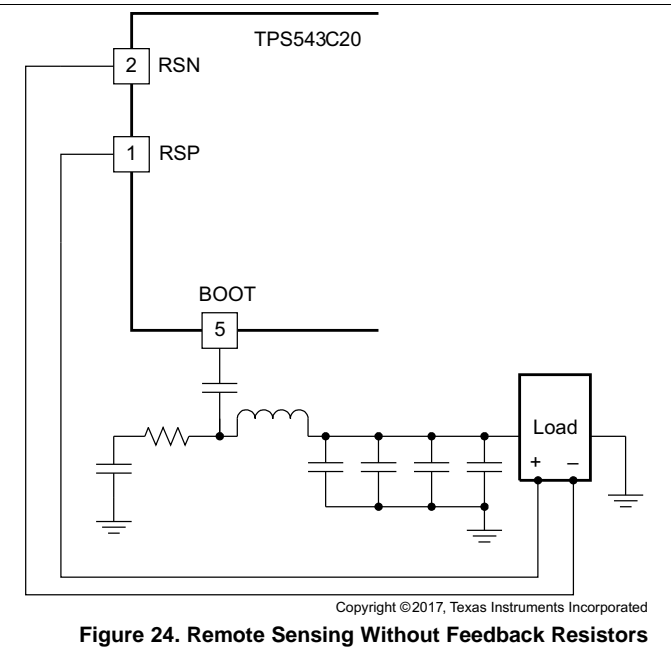 TPS543C20
2 RSN
1 RSP
BOOT
5
Load
+ –
Copyright © 2017, Texas Instruments Incorporated
Figure 24. Remote Sensing Without Feedback Resistors